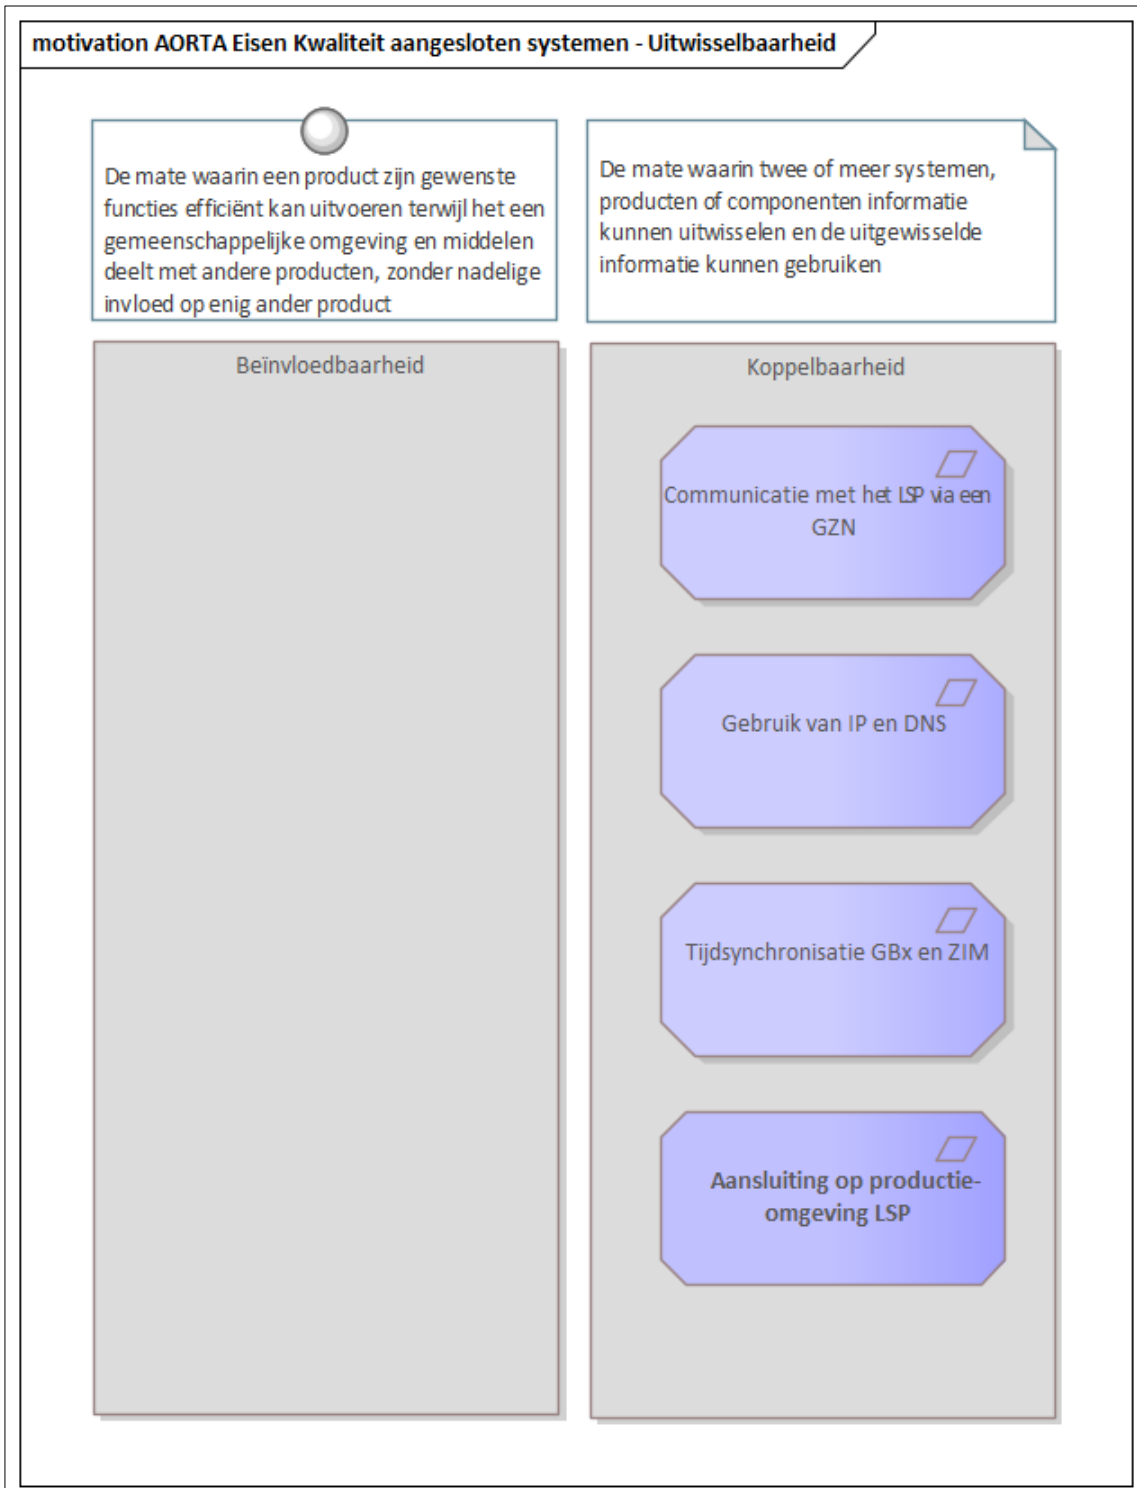 motivation AORTA Eisen Kwaliteit aangesloten systemen - Uitwisselbaarheid
De mate waarin een product zijn gewenste
functies efficiënt kan uitvoeren terwijl het een
gemeenschappelijke omgeving en middelen
deelt met andere producten, zonder nadelige
invloed op enig ander product
De mate waarin twee of meer systemen,
producten of componenten informatie
kunnen uitwisselen en de uitgewisselde
informatie kunnen gebruiken
Beïnvloedbaarheid
Koppelbaarheid
Communicatie met het LSP via een
GZN
Gebruik van IP en DNS
Tijdsynchronisatie GBx en ZIM
Aansluiting op productie-
omgeving LSP